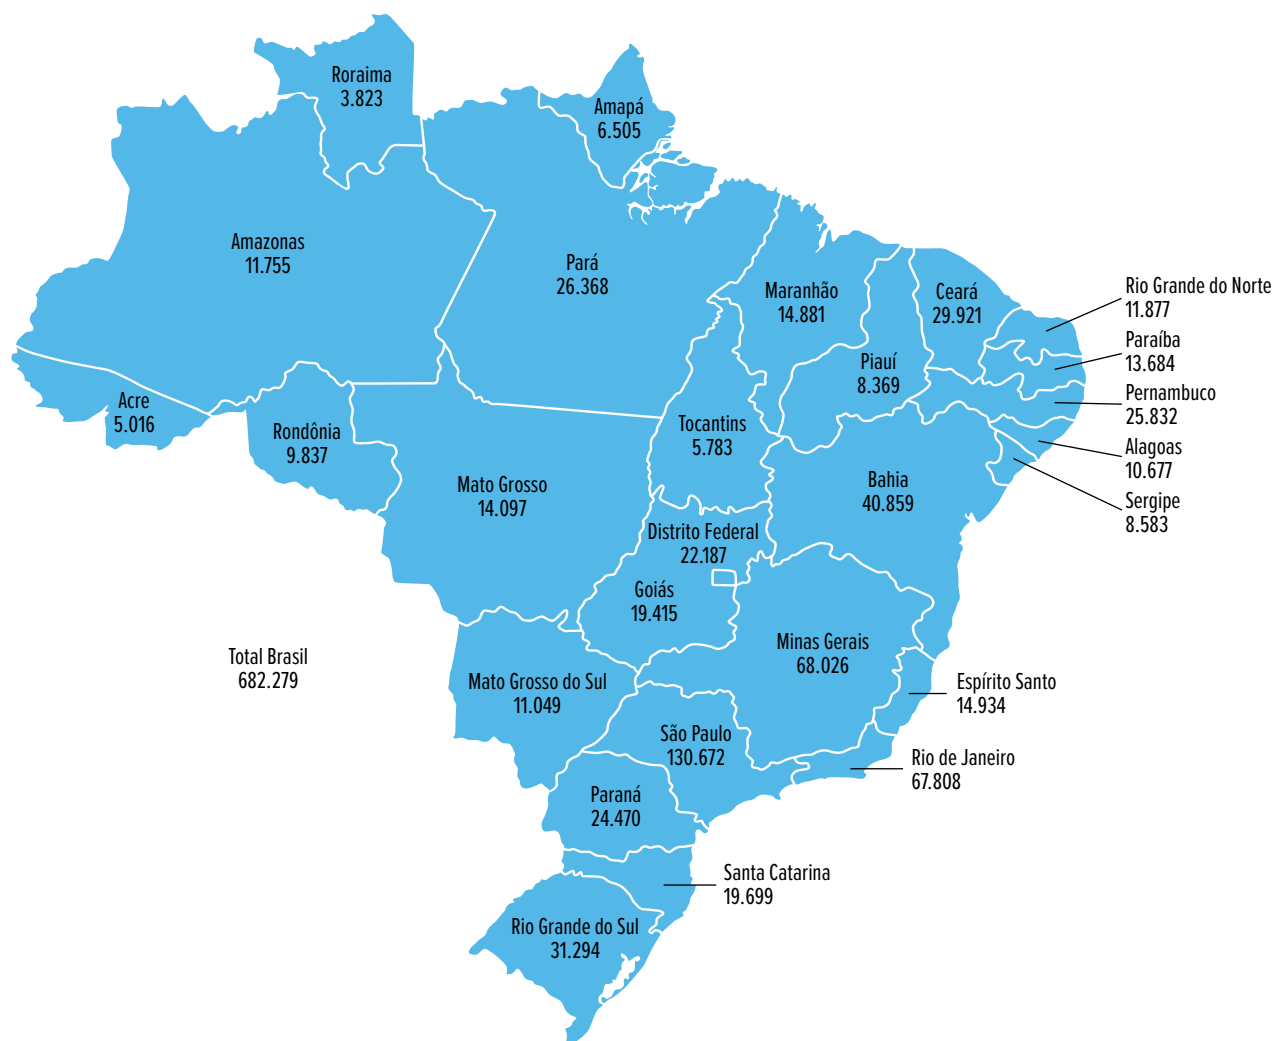 Roraima
3.823
Amapá
6.505
Amazonas
11.755
Pará
26.368
Maranhão
14.881
Ceará
29.921
Rio Grande do Norte
11.877
Paraíba
13.684
Piauí
8.369
Pernambuco
25.832
Acre
5.016
Rondônia
9.837
Tocantins
5.783
Alagoas
10.677
Mato Grosso
14.097
Bahia
40.859
Sergipe
8.583
Distrito Federal
22.187
Goiás
19.415
Minas Gerais
68.026
Total Brasil
682.279
Mato Grosso do Sul
11.049
Espírito Santo
14.934
São Paulo
130.672
Rio de Janeiro
67.808
Paraná
24.470
Santa Catarina
19.699
Rio Grande do Sul
31.294